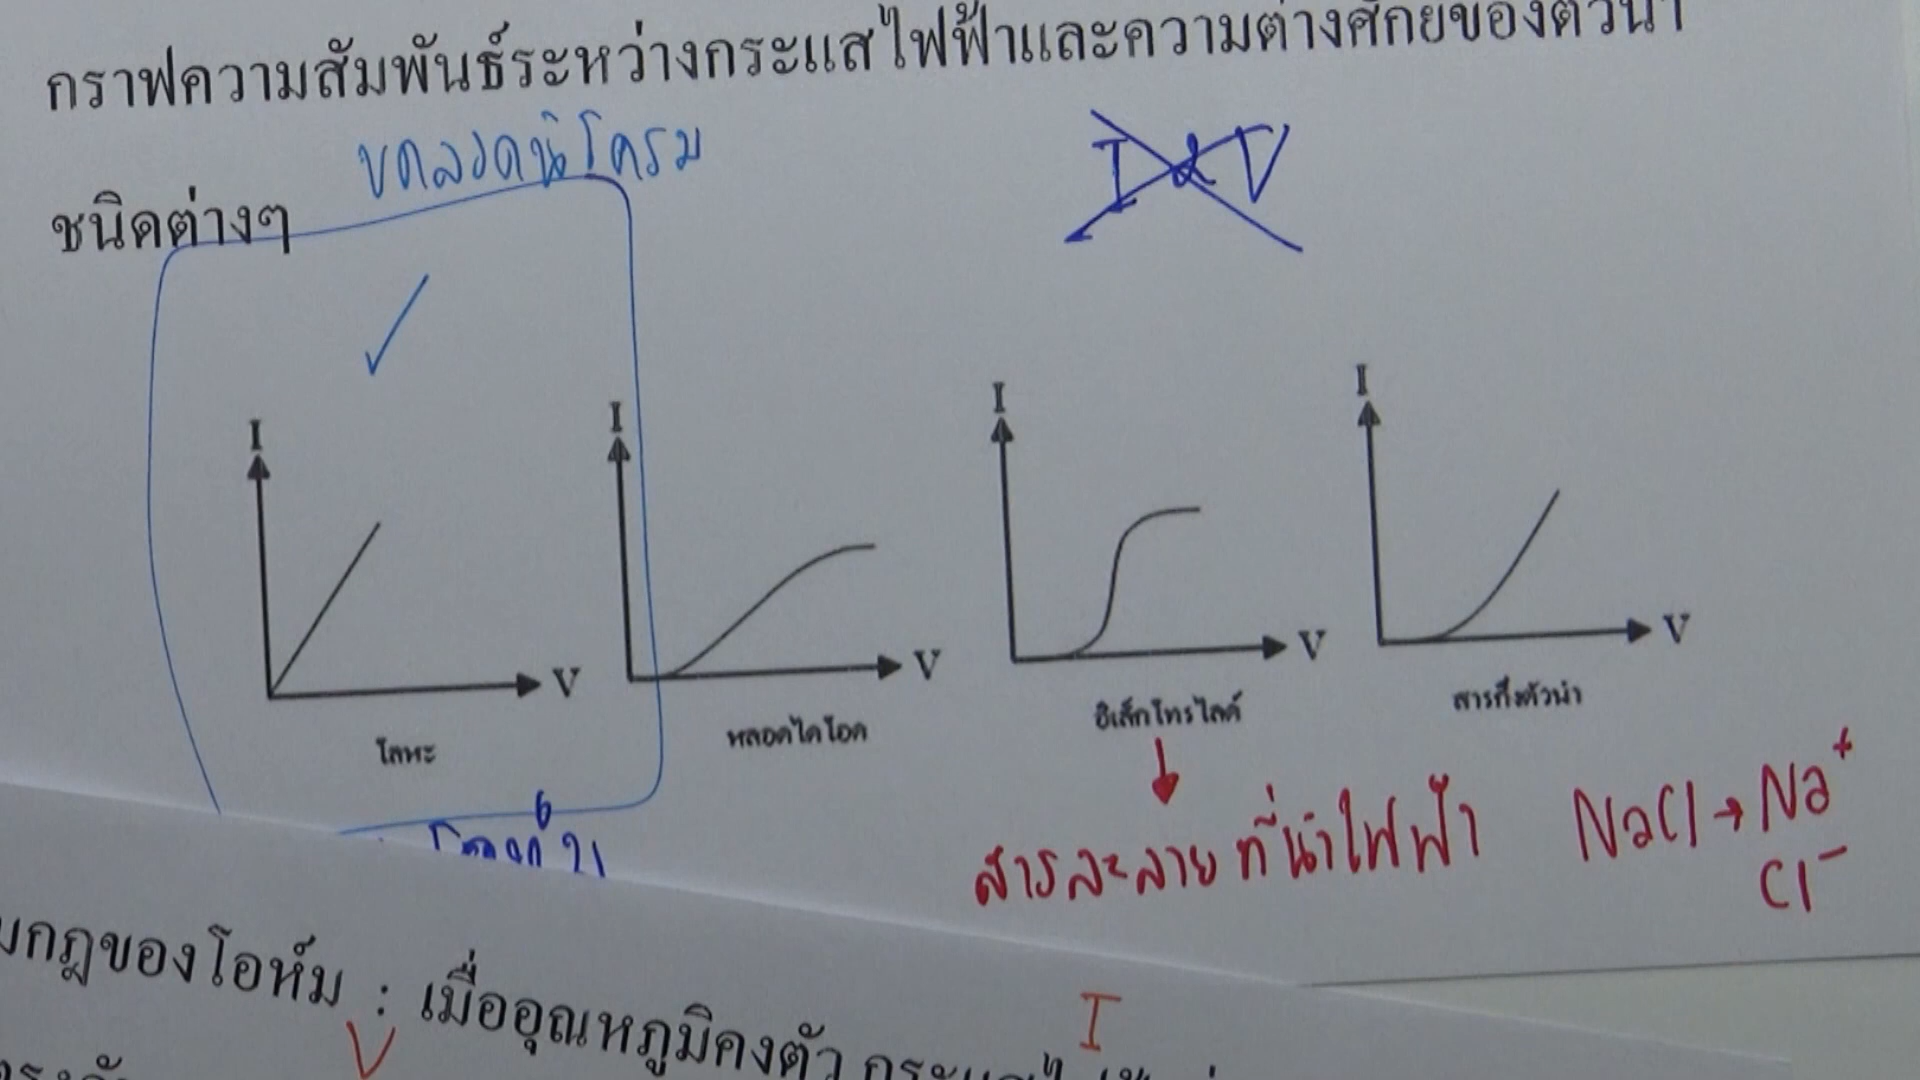 กราฟความสัมพันธ์ระหว่างกระแสไฟฟ้าและความต่างศักยของตัวนำ
ขดลวดนิโครม
I α V
ชนิดต่างๆ
I
I
I
I
V
V
V
V
โลหะ
หลอดไดโอด
อิเล็กโทรไลต์
สารกึ่งตัวนำ
สารละลายที่นำไฟฟ้า
NaCl → Na+
Cl-
กฎของโอห์ม : เมื่ออุณหภูมิคงตัว
V
I